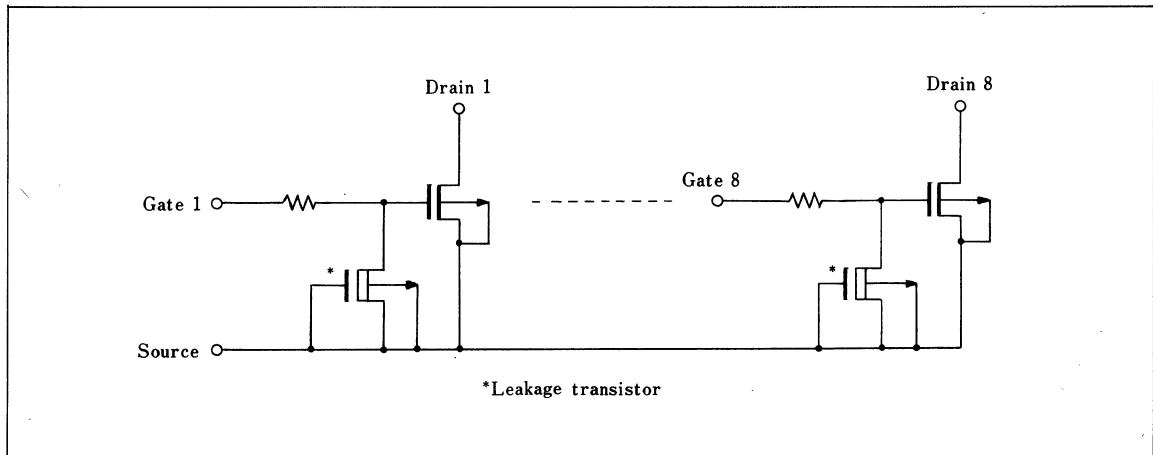 Drain 1
Drain 8
Gate 1
Gate 8
*
*
Source
*Leakage transistor